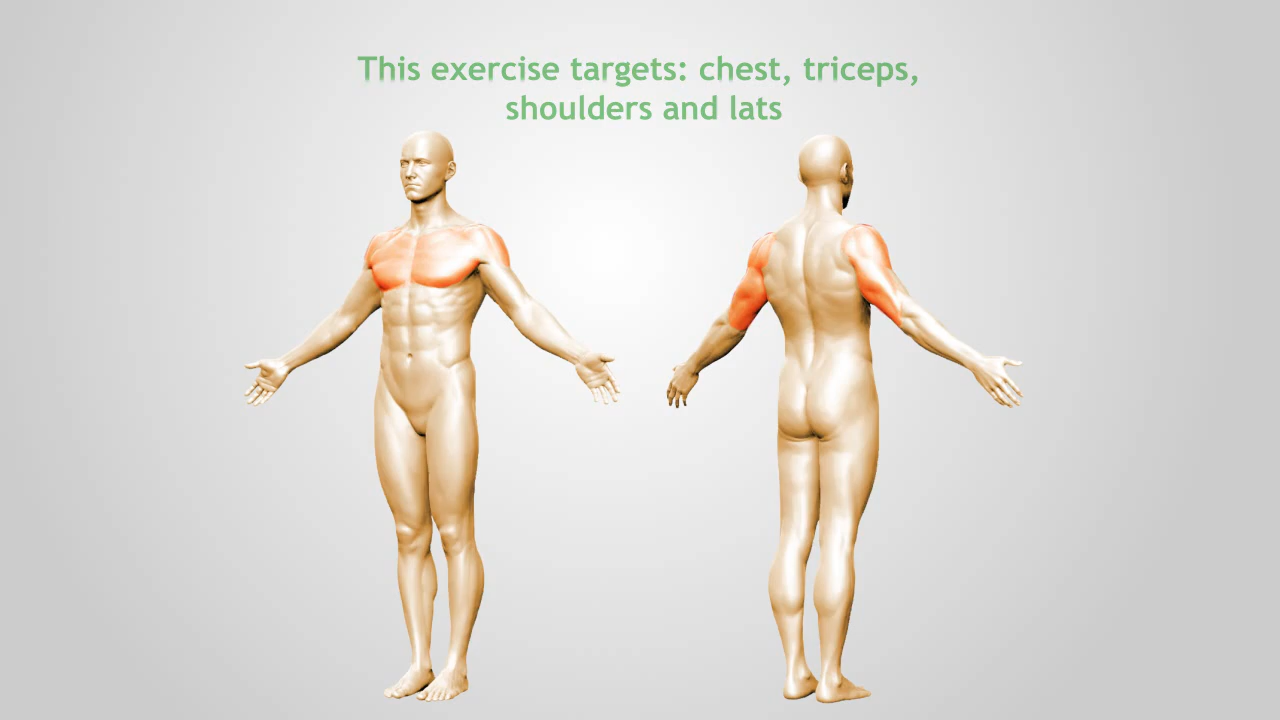 This exercise targets: chest, triceps,
shoulders and lats